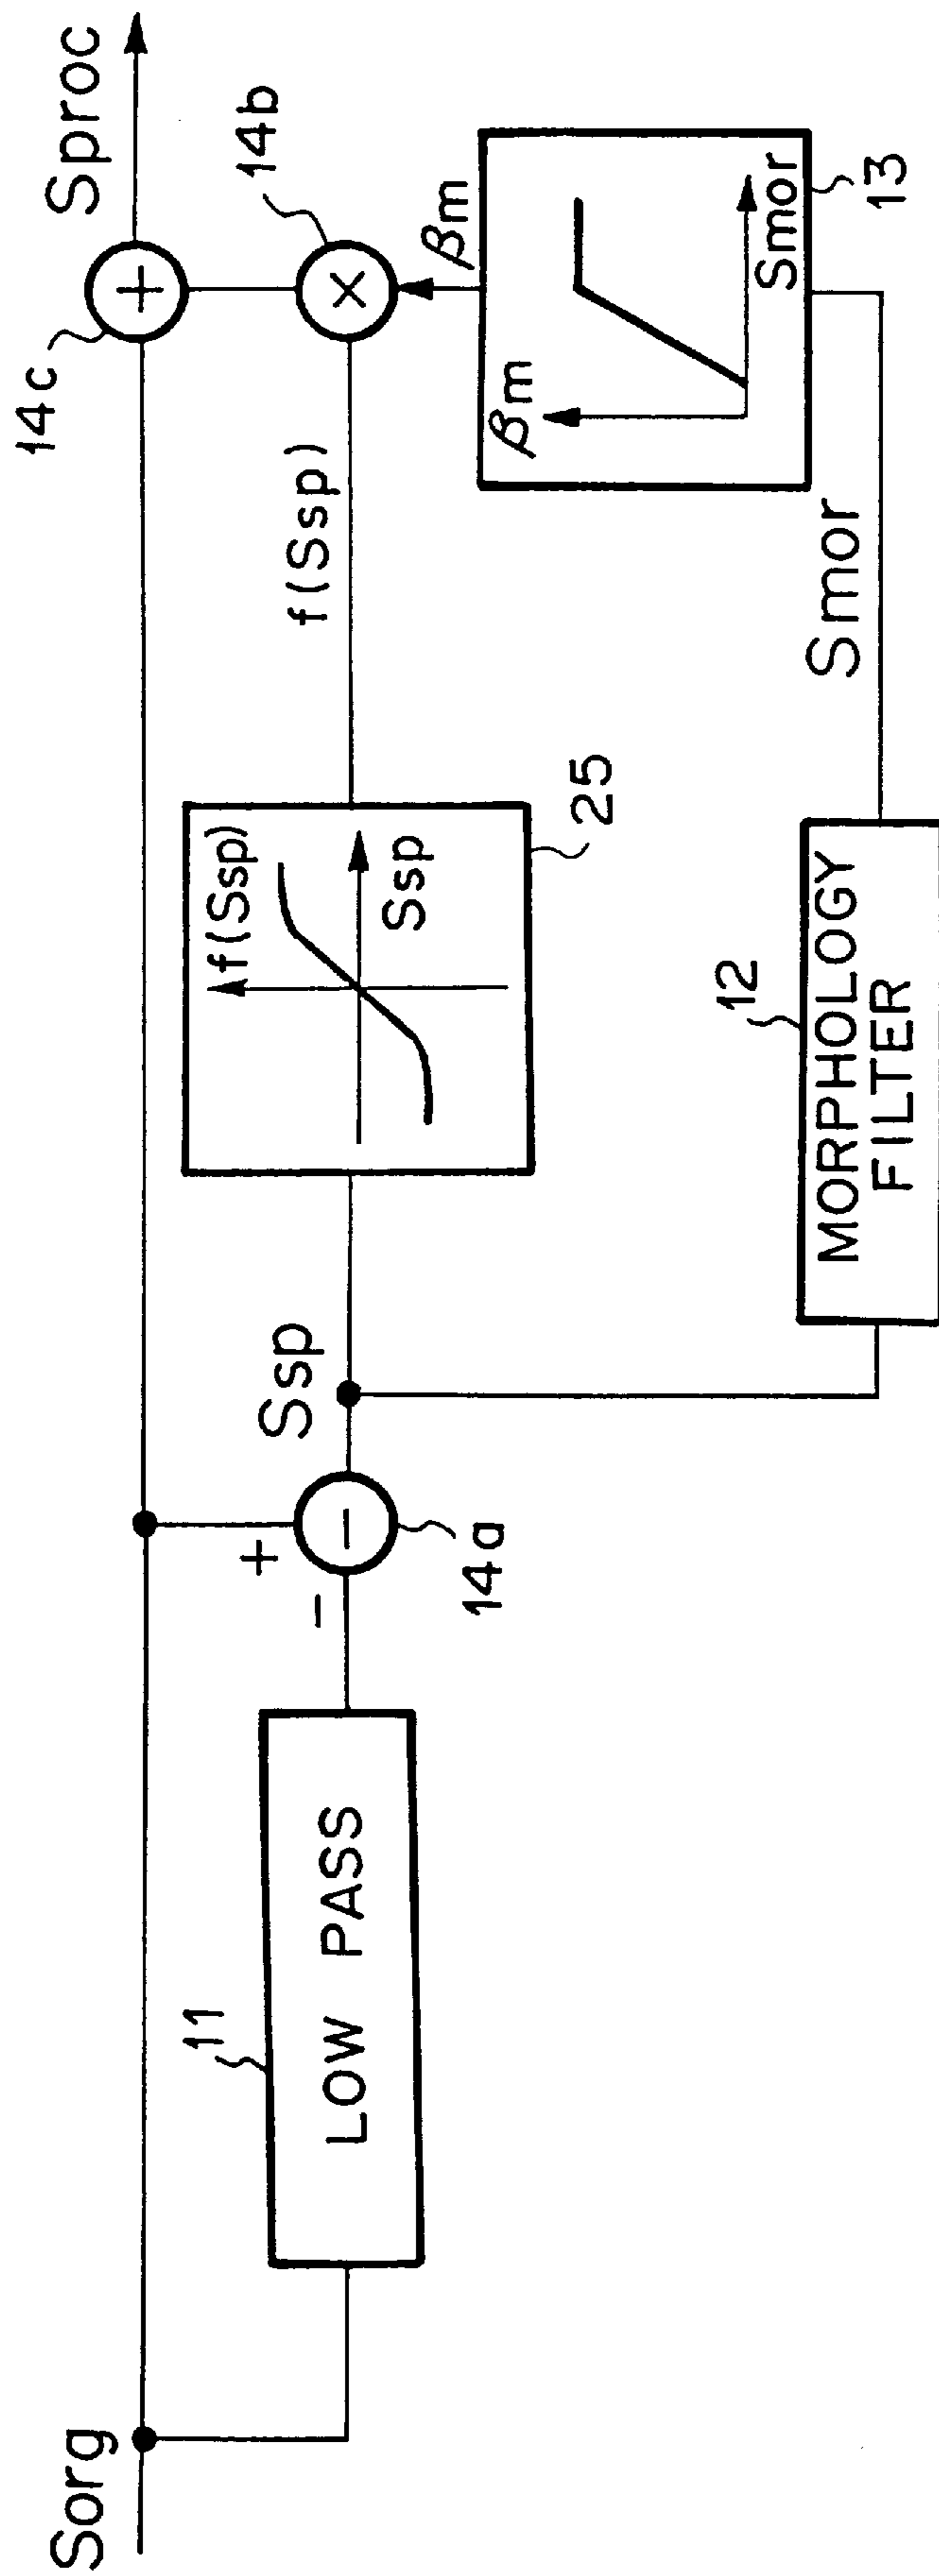 Sorg
11
LOW PASS
+
−
−
14a
Ssp
f(Ssp)
Ssp
25
f(Ssp)
12
MORPHOLOGY
FILTER
Smor
βm
Smor
13
βm
×
14b
14c
+
Sproc